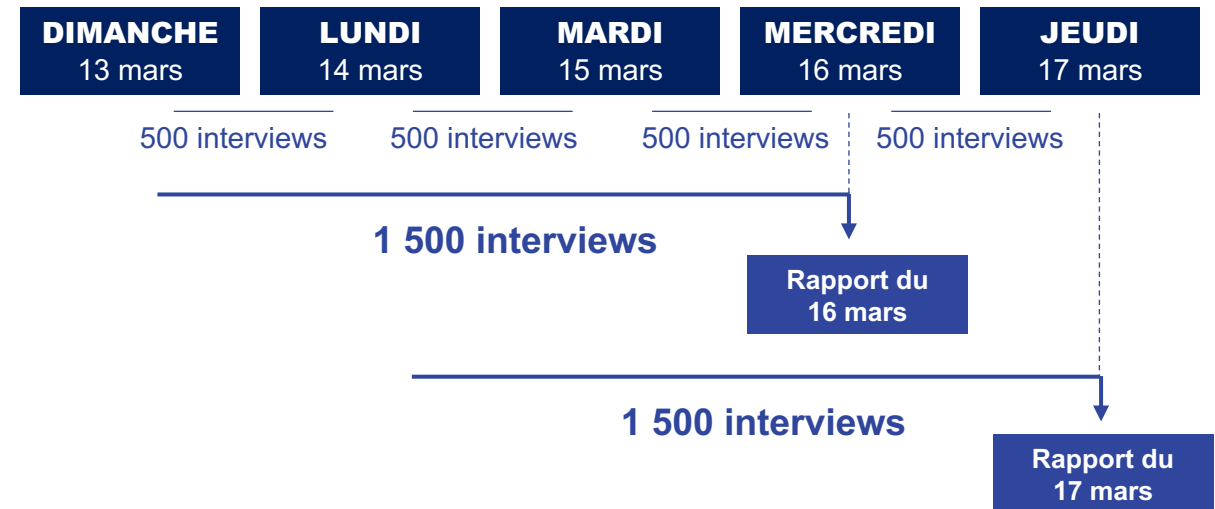 DIMANCHE
13 mars
LUNDI
14 mars
MARDI
15 mars
MERCREDI
16 mars
JEUDI
17 mars
500 interviews
500 interviews
500 interviews
500 interviews
1 500 interviews
Rapport du
16 mars
1 500 interviews
Rapport du
17 mars